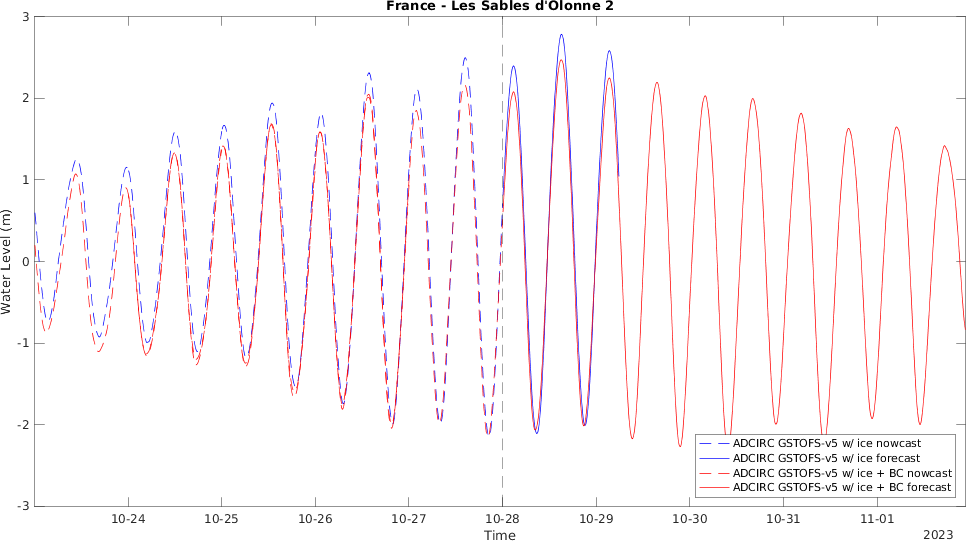 France - Les Sables d'Olonne 2
3
2
1
0
-1
-2
-3
Water Level (m)
ADCIRC GSTOFS-v5 w/ ice nowcast
ADCIRC GSTOFS-v5 w/ ice forecast
ADCIRC GSTOFS-v5 w/ ice + BC nowcast
ADCIRC GSTOFS-v5 w/ ice + BC forecast
10-24 10-25 10-26 10-27 10-28 10-29 10-30 10-31 11-01
Time
2023